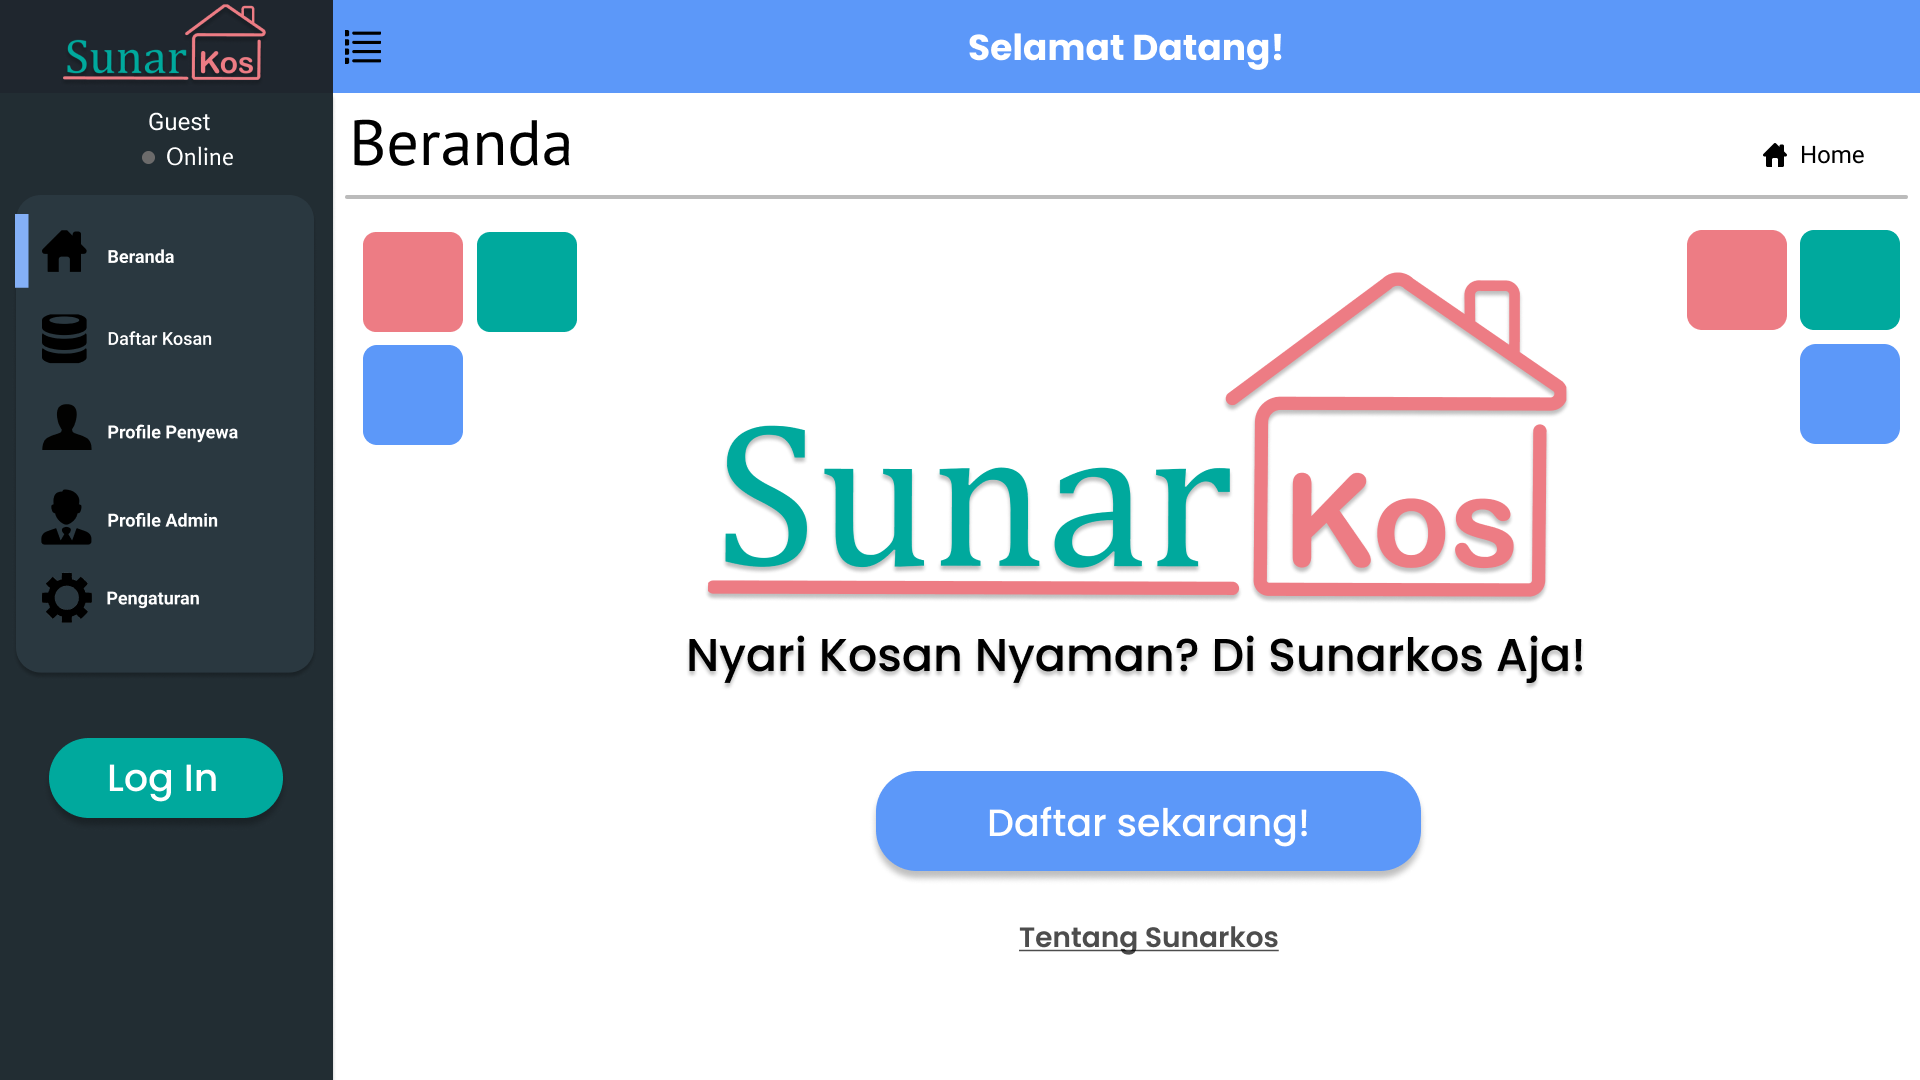 Sunar Kos
Selamat Datang!
Guest
Online
Beranda
Home
Beranda
Daftar Kosan
Profile Penyewa
Profile Admin
Pengaturan
Log In
Sunar Kos
Nyari Kosan Nyaman? Di Sunarkos Aja!
Daftar sekarang!
Tentang Sunarkos